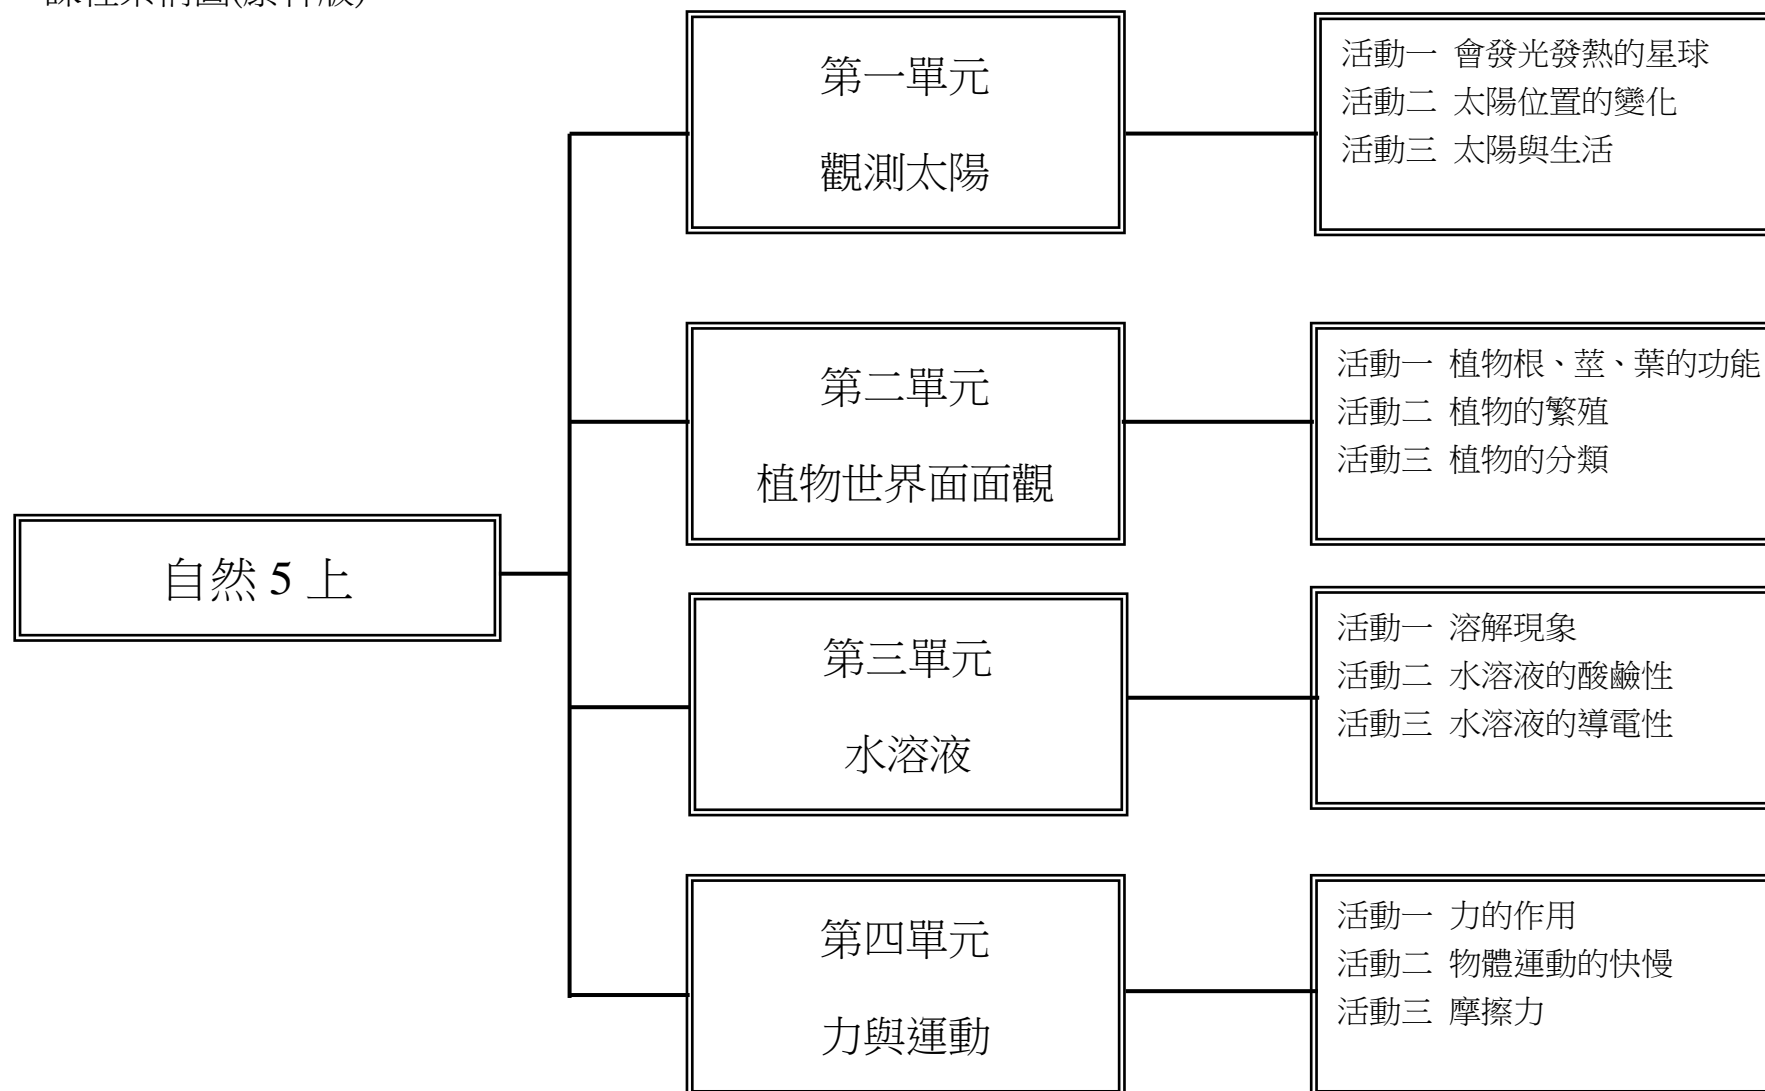 自然 5 上
第一單元
觀測太陽
活動一 會發光發熱的星球
活動二 太陽位置的變化
活動三 太陽與生活
第二單元
植物世界面面觀
活動一 植物根、莖、葉的功能
活動二 植物的繁殖
活動三 植物的分類
第三單元
水溶液
活動一 溶解現象
活動二 水溶液的酸鹼性
活動三 水溶液的導電性
第四單元
力與運動
活動一 力的作用
活動二 物體運動的快慢
活動三 摩擦力